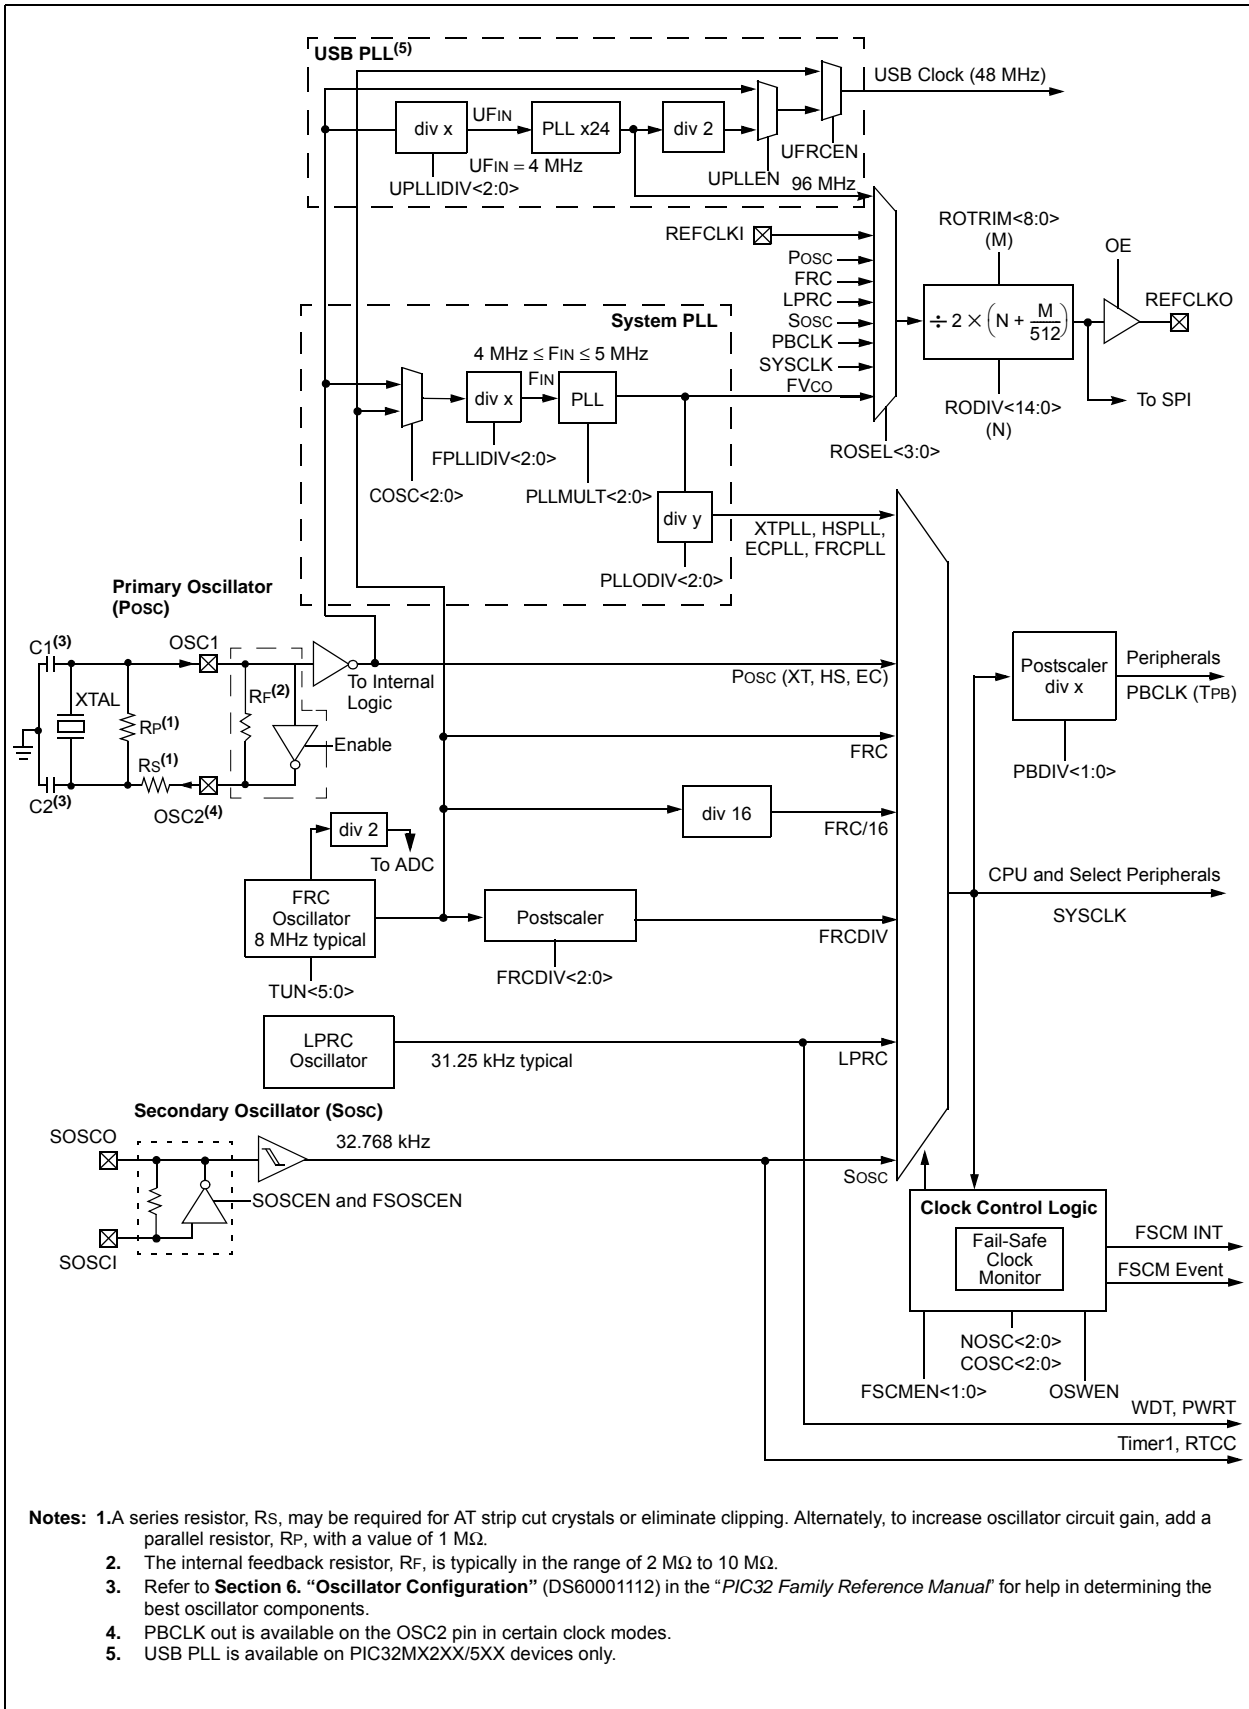 USB PLL(5)
USB Clock (48 MHz)
div x
UFIN
PLL x24
div 2
UFIN = 4 MHz
UFRCEN
UPLLIDIV<2:0>
UPLLEN
96 MHz
REFCLKI
ROTRIM<8:0>
(M)
OE
POSC
FRC
LPRC
SOSC
PBCLK
SYSCLK
FVCO
÷ 2 × (N + M/512)
REFCLKO
To SPI
RODIV<14:0>
(N)
ROSEL<3:0>
System PLL
4 MHz ≤ FIN ≤ 5 MHz
FIN
div x
PLL
FPLLIDIV<2:0>
COSC<2:0>
PLLMULT<2:0>
div y
XTPLL, HSPLL,
ECPLL, FRCPLL
PLLODIV<2:0>
Primary Oscillator
(POSC)
C1(3)
OSC1
XTAL
RP(1)
RF(2)
To Internal
Logic
POSC (XT, HS, EC)
Postscaler
div x
Peripherals
PBCLK (TPB)
PBDIV<1:0>
Enable
RS(1)
C2(3)
OSC2(4)
FRC
div 16
FRC/16
div 2
To ADC
FRC
Oscillator
8 MHz typical
TUN<5:0>
Postscaler
FRCDIV
FRCDIV<2:0>
CPU and Select Peripherals
SYSCLK
LPRC
Oscillator
31.25 kHz typical
LPRC
Secondary Oscillator (SOSC)
SOSCO
32.768 kHz
SOSC
SOSCEN and FSOSCEN
SOSCI
Clock Control Logic
Fail-Safe
Clock
Monitor
FSCM INT
FSCM Event
NOSC<2:0>
COSC<2:0>
FSCMEN<1:0>
OSWEN
WDT, PWRT
Timer1, RTCC
Notes: 1.A series resistor, RS, may be required for AT strip cut crystals or eliminate clipping. Alternately, to increase oscillator circuit gain, add a
parallel resistor, RP, with a value of 1 MΩ.
2. The internal feedback resistor, RF, is typically in the range of 2 MΩ to 10 MΩ.
3. Refer to Section 6. “Oscillator Configuration” (DS60001112) in the “PIC32 Family Reference Manual” for help in determining the
best oscillator components.
4. PBCLK out is available on the OSC2 pin in certain clock modes.
5. USB PLL is available on PIC32MX2XX/5XX devices only.